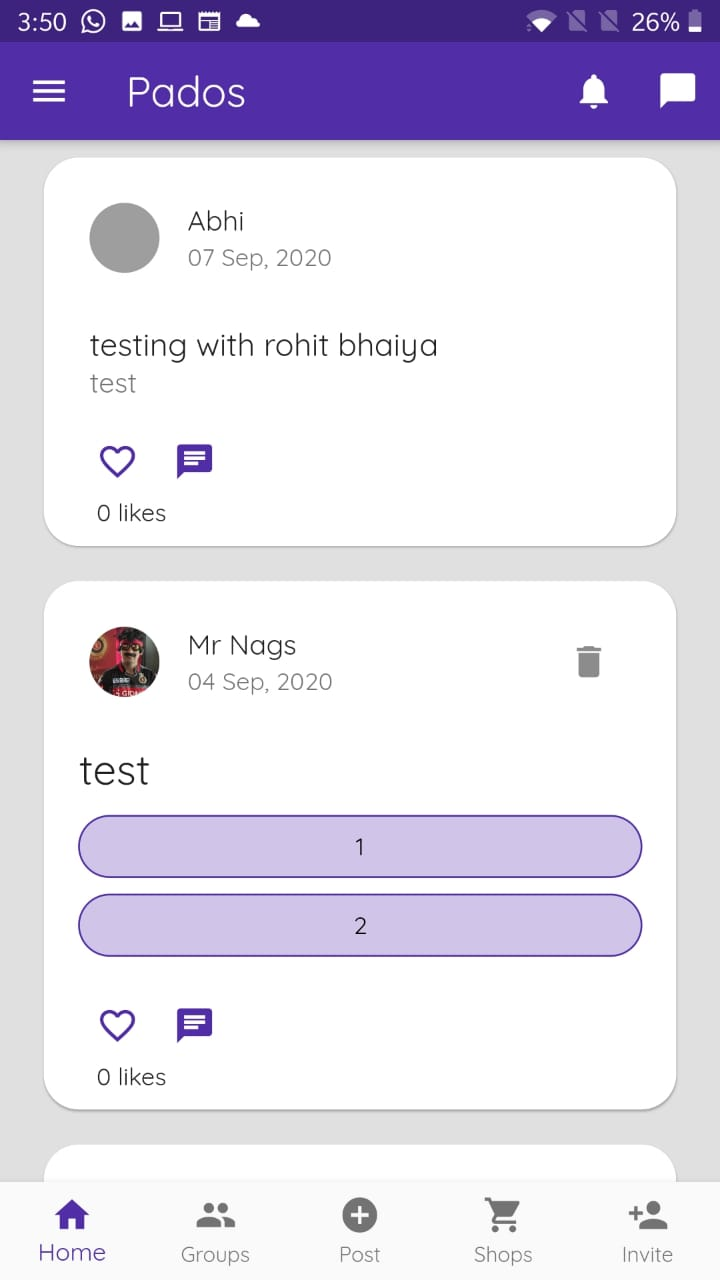 3:50
26%
Pados
Abhi
07 Sep, 2020
testing with rohit bhaiya
test
0 likes
Mr Nags
04 Sep, 2020
test
1
2
0 likes
Home
Groups
Post
Shops
Invite